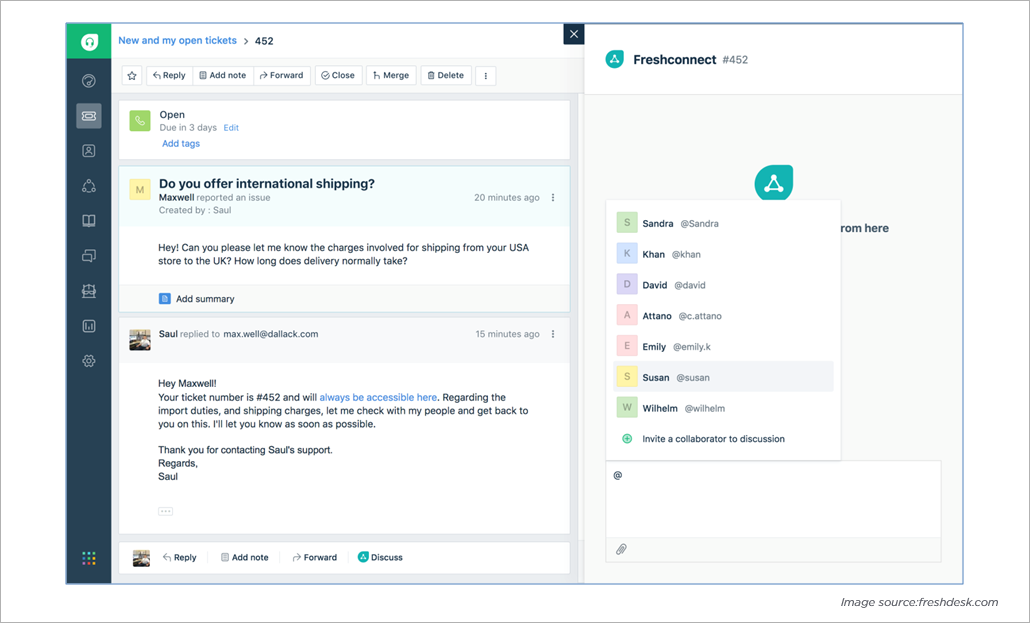 New and my open tickets > 452
Reply Add note Forward Close Merge Delete
Open
Due in 3 days Edit
Add tags
M
Do you offer international shipping?
Maxwell reported an issue
20 minutes ago
Created by : Saul
Hey! Can you please let me know the charges involved for shipping from your USA
store to the UK? How long does delivery normally take?
Add summary
Saul replied to max.well@dallack.com
15 minutes ago
Hey Maxwell!
Your ticket number is #452 and will always be accessible here. Regarding the
import duties, and shipping charges, let me check with my people and get back to
you on this. I'll let you know as soon as possible.
Thank you for contacting Saul's support.
Regards,
Saul
Reply Add note Forward Discuss
Freshconnect #452
rom here
S Sandra @Sandra
K Khan @khan
D David @david
A Attano @c.attano
E Emily @emily.k
S Susan @susan
W Wilhelm @wilhelm
Invite a collaborator to discussion
@
Image source:freshdesk.com